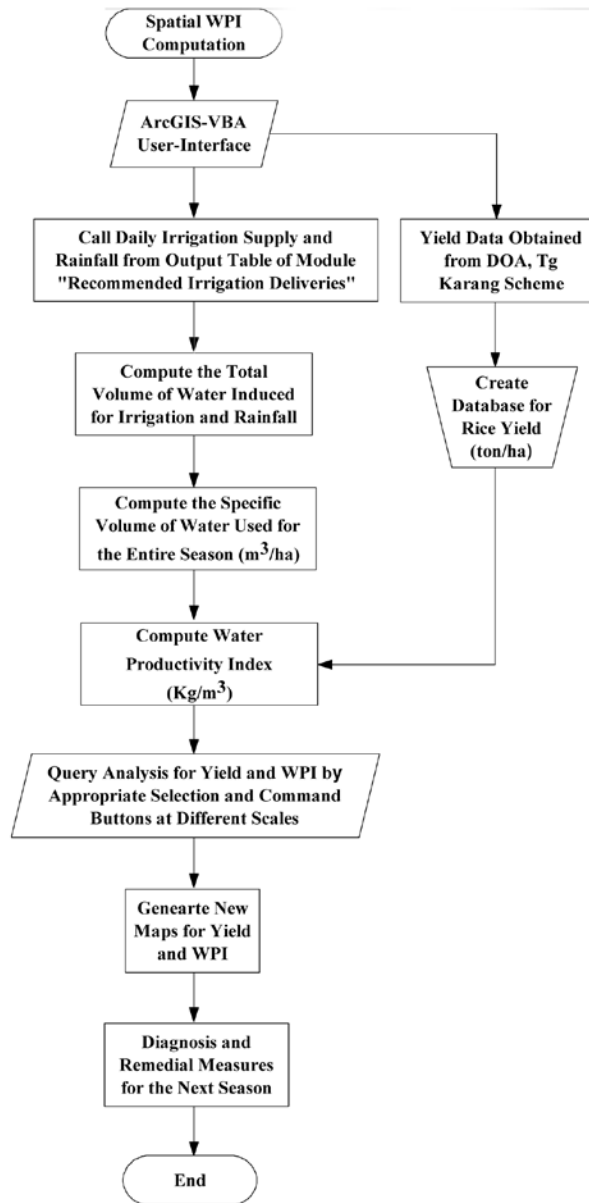 Spatial WPI
Computation
ArcGIS-VBA
User-Interface
Call Daily Irrigation Supply and
Rainfall from Output Table of Module
"Recommended Irrigation Deliveries"
Yield Data Obtained
from DOA, Tg
Karang Scheme
Compute the Total
Volume of Water Induced
for Irrigation and Rainfall
Create
Database for
Rice Yield
(ton/ha)
Compute the Specific
Volume of Water Used for
the Entire Season (m³/ha)
Compute Water
Productivity Index
(Kg/m³)
Query Analysis for Yield and WPI by
Appropriate Selection and Command
Buttons at Different Scales
Genearte New
Maps for Yield
and WPI
Diagnosis and
Remedial Measures
for the Next Season
End